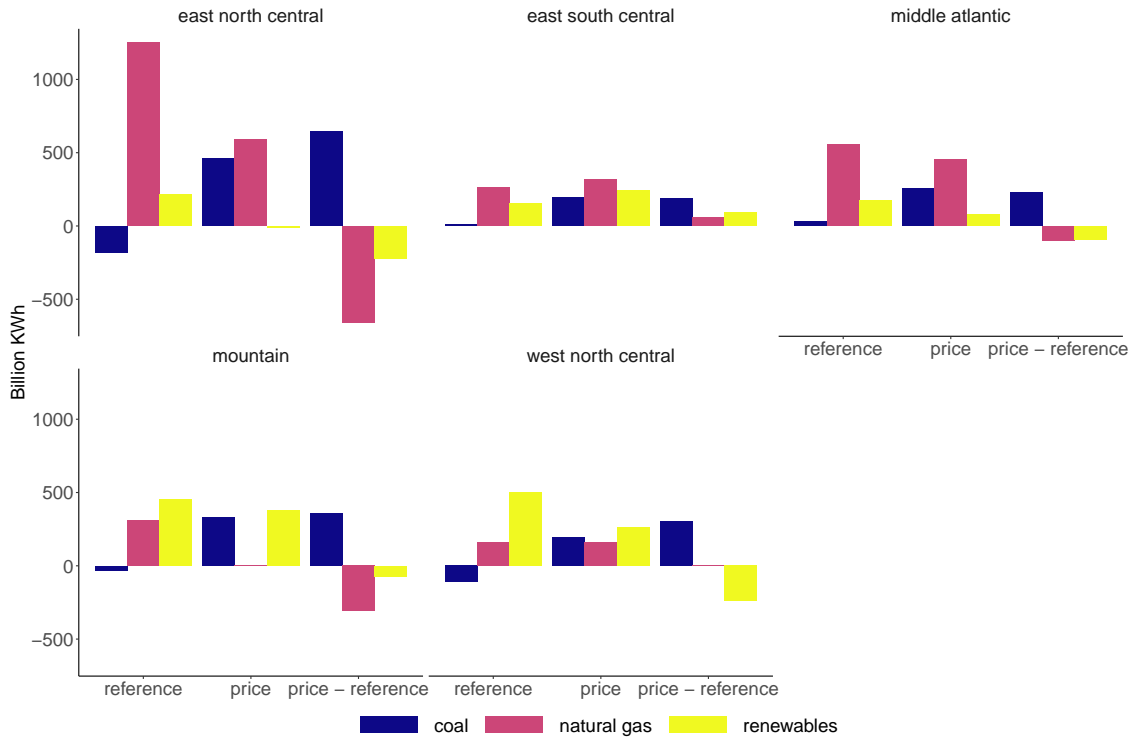 east north central
east south central
middle atlantic
1000
500
0
−500
reference price price − reference
Billion KWh
mountain
west north central
1000
500
0
−500
reference price price − reference
reference price price − reference
coal natural gas renewables